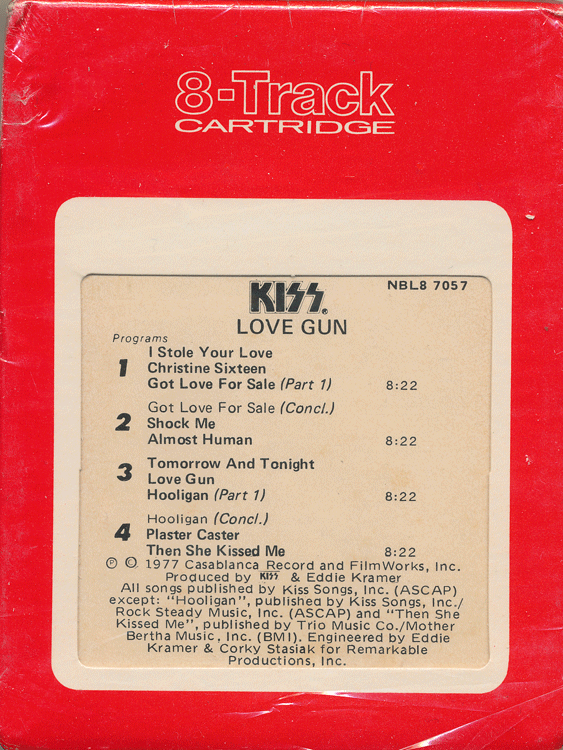 8-Track
CARTRIDGE
KISS® NBL8 7057
LOVE GUN
Programs
1 I Stole Your Love
Christine Sixteen
Got Love For Sale (Part 1) 8:22
2 Got Love For Sale (Concl.)
Shock Me
Almost Human 8:22
3 Tomorrow And Tonight
Love Gun
Hooligan (Part 1) 8:22
4 Hooligan (Concl.)
Plaster Caster
Then She Kissed Me 8:22
℗ © 1977 Casablanca Record and FilmWorks, Inc.
Produced by KISS & Eddie Kramer
All songs published by Kiss Songs, Inc. (ASCAP)
except: "Hooligan", published by Kiss Songs, Inc./
Rock Steady Music, Inc. (ASCAP) and "Then She
Kissed Me", published by Trio Music Co./Mother
Bertha Music, Inc. (BMI). Engineered by Eddie
Kramer & Corky Stasiak for Remarkable
Productions, Inc.